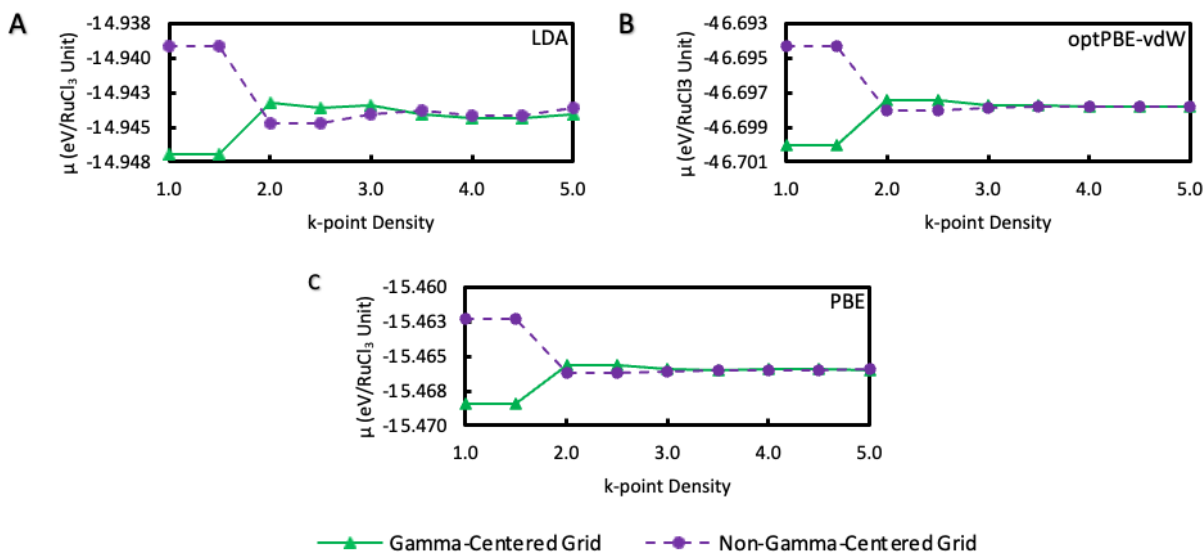 A
LDA
μ (eV/RuCl₃ Unit)
-14.938
-14.940
-14.943
-14.945
-14.948
1.0 2.0 3.0 4.0 5.0
k-point Density
B
optPBE-vdW
μ (eV/RuCl3 Unit)
-46.693
-46.695
-46.697
-46.699
-46.701
1.0 2.0 3.0 4.0 5.0
k-point Density
C
PBE
μ (eV/RuCl₃ Unit)
-15.460
-15.463
-15.465
-15.468
-15.470
1.0 2.0 3.0 4.0 5.0
k-point Density
Gamma-Centered Grid Non-Gamma-Centered Grid